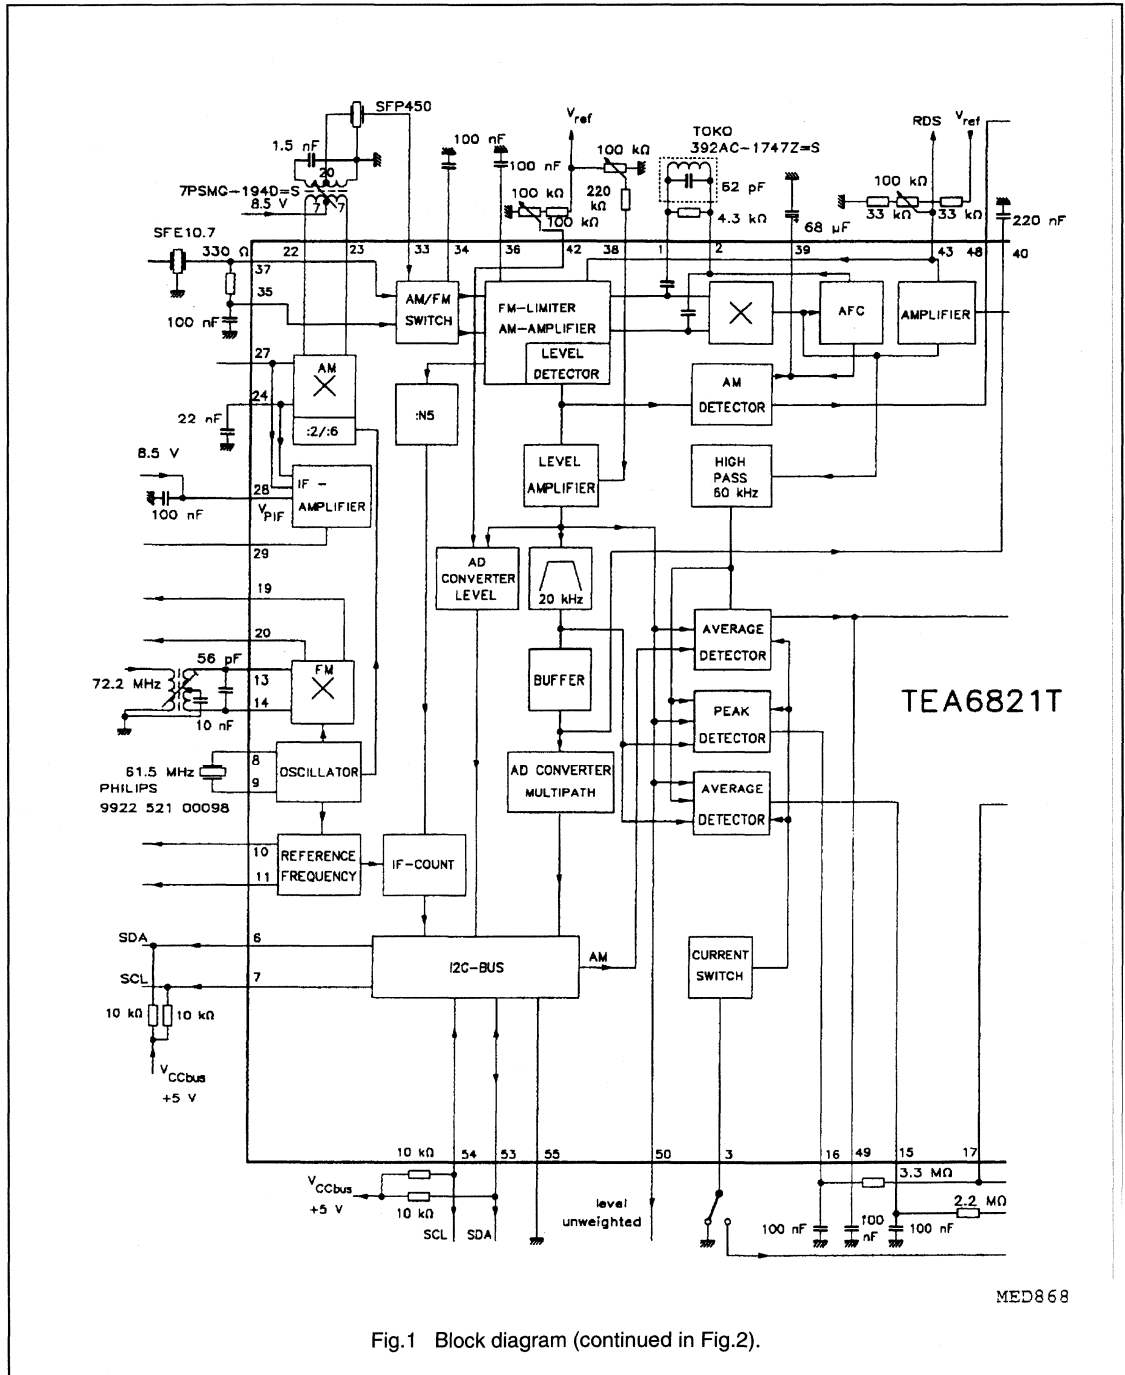 SFP450
1.5 nF
20
7PSMG-194D=S
7 7
8.5 V
100 nF
100 nF
Vref
100 kΩ
100 kΩ
100 kΩ
220 kΩ
TOKO
392AC-1747Z=S
62 pF
4.3 kΩ
68 µF
RDS
Vref
100 kΩ
33 kΩ
33 kΩ
220 nF
SFE10.7
330 Ω
22
23
33
34
36
42
38
1
2
39
43
48
40
37
35
100 nF
AM/FM
SWITCH
FM-LIMITER
AM-AMPLIFIER
LEVEL
DETECTOR
AFC
AMPLIFIER
27
AM
24
22 nF
:2/:6
:N5
AM
DETECTOR
8.5 V
28
VPIF
100 nF
29
IF-
AMPLIFIER
LEVEL
AMPLIFIER
HIGH
PASS
60 kHz
AD
CONVERTER
LEVEL
20 kHz
19
20
56 pF
13
72.2 MHz
14
10 nF
FM
BUFFER
AVERAGE
DETECTOR
PEAK
DETECTOR
AVERAGE
DETECTOR
TEA6821T
8
61.5 MHz
9
PHILIPS
9922 521 00098
OSCILLATOR
AD CONVERTER
MULTIPATH
10
11
REFERENCE
FREQUENCY
IF-COUNT
SDA
6
SCL
7
I2C-BUS
AM
CURRENT
SWITCH
10 kΩ
10 kΩ
VCCbus
+5 V
10 kΩ
54
53
55
50
3
16
49
15
17
VCCbus
+5 V
10 kΩ
SCL
SDA
level
unweighted
3.3 MΩ
2.2 MΩ
100 nF
100 nF
100 nF
MED868
Fig.1 Block diagram (continued in Fig.2).